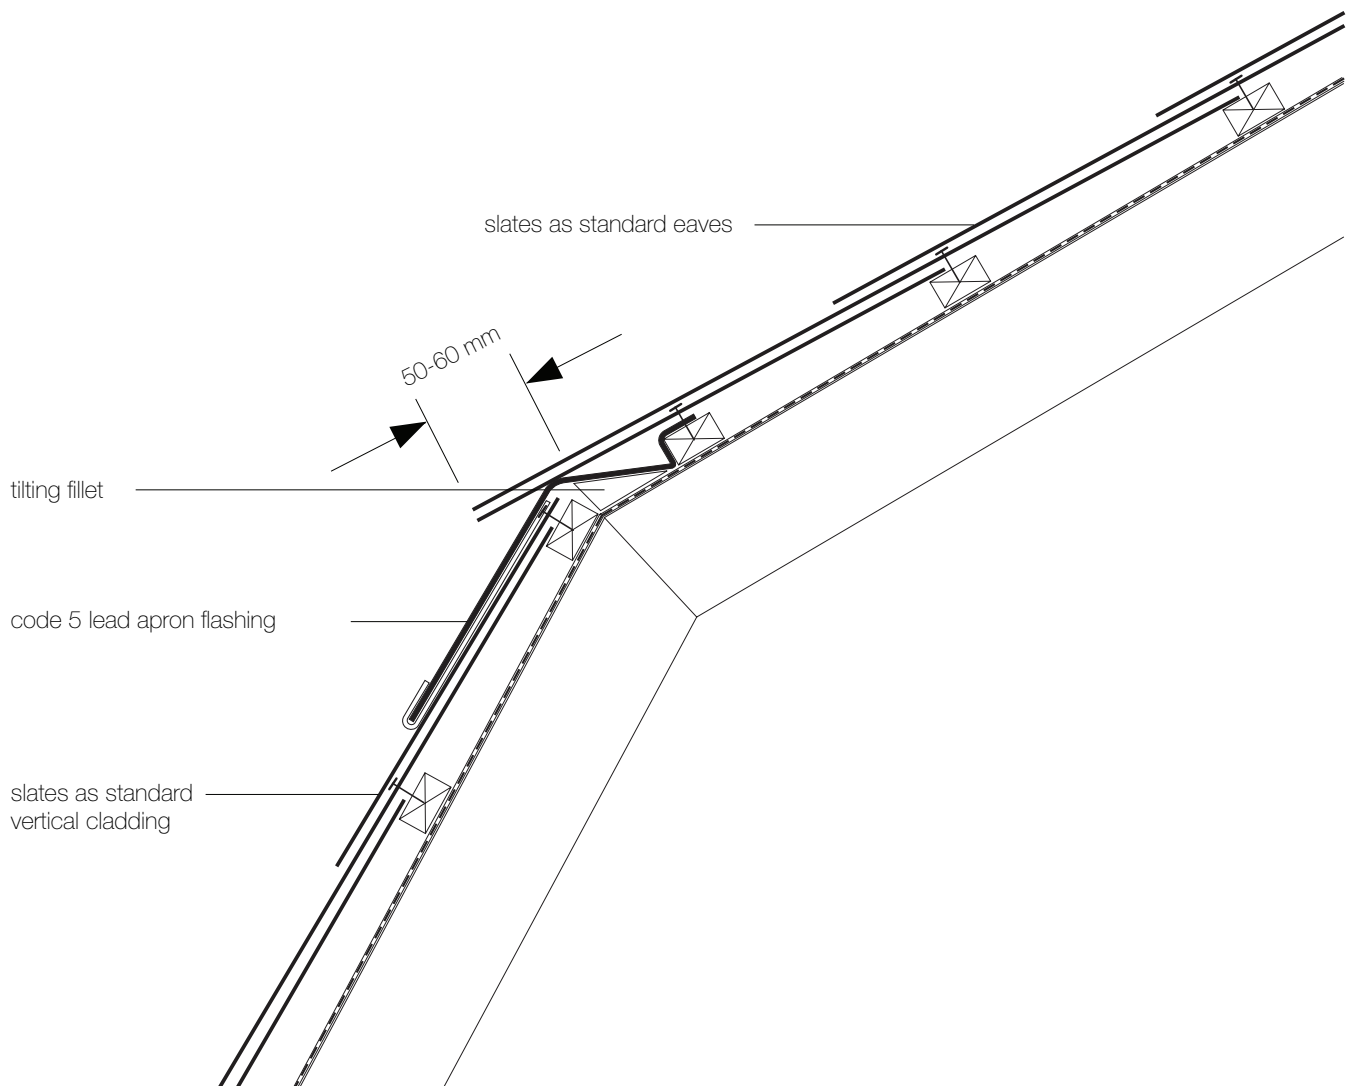 slates as standard eaves
50-60 mm
tilting fillet
code 5 lead apron flashing
slates as standard
vertical cladding